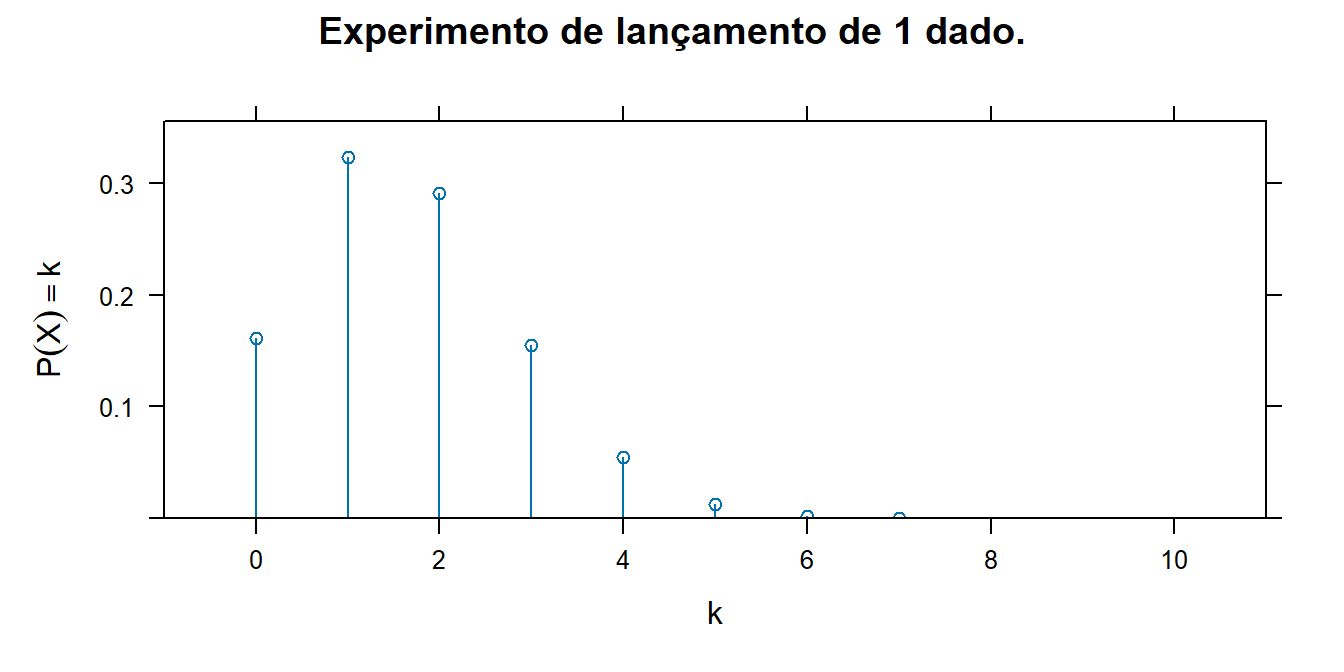 Experimento de lançamento de 1 dado.
0.3
0.2
0.1
P(X) = k
0 2 4 6 8 10
k